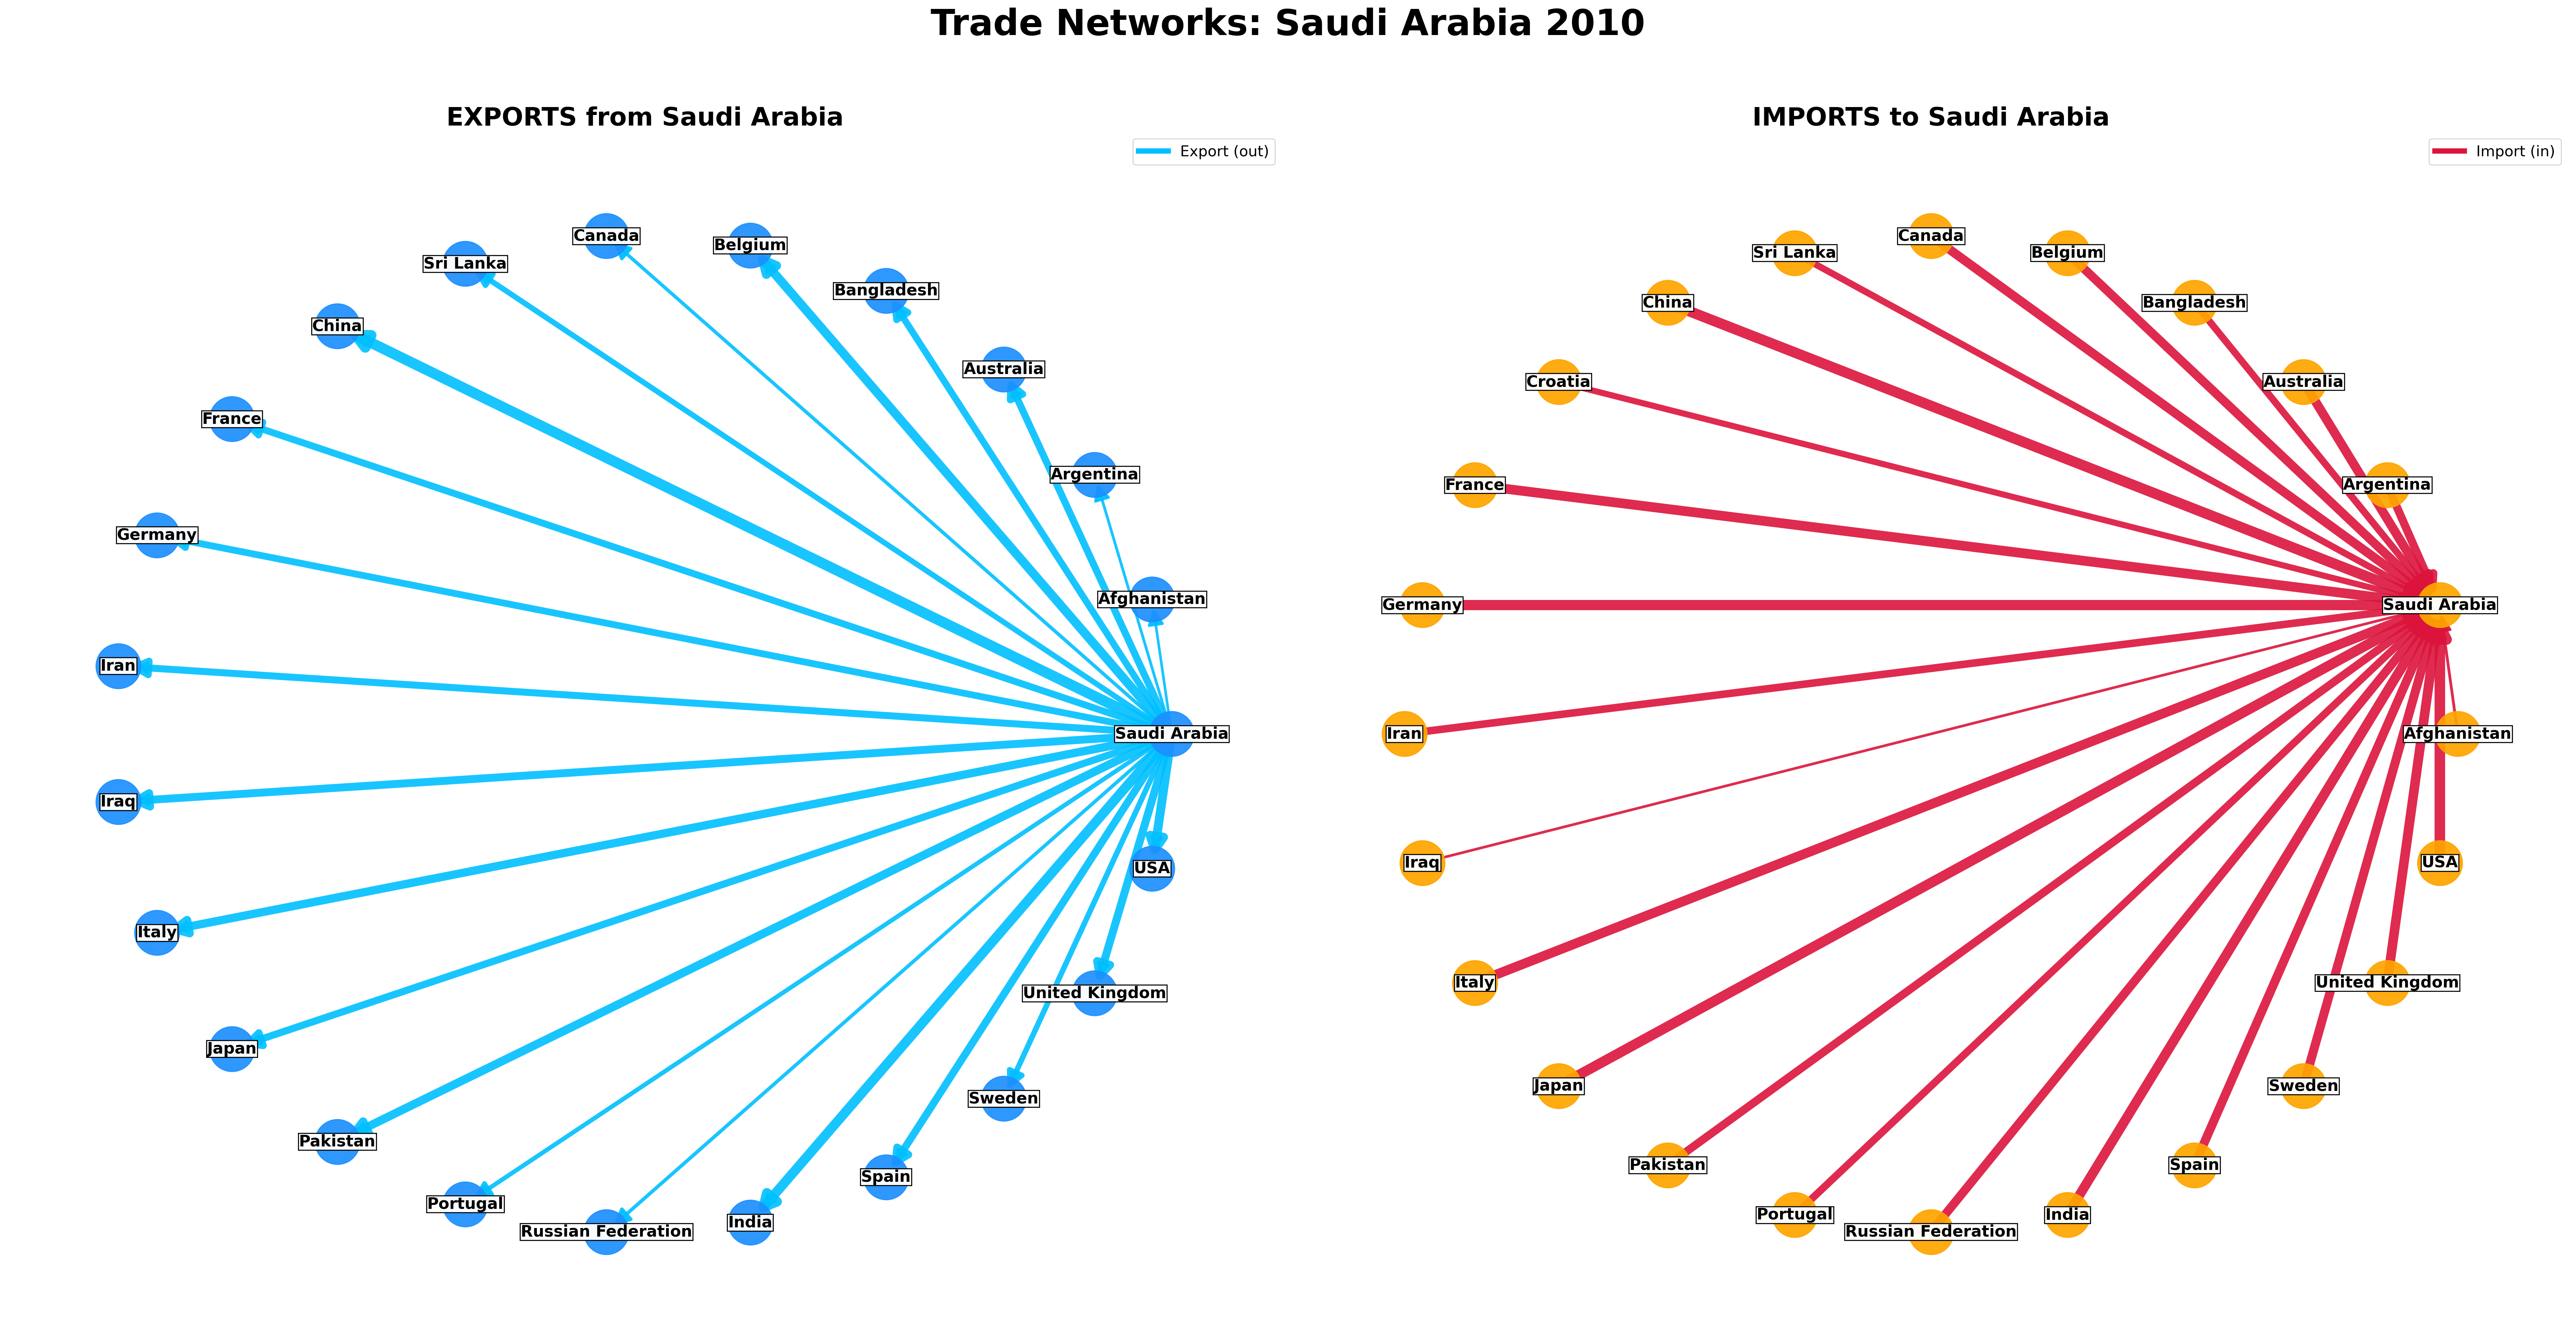 Trade Networks: Saudi Arabia 2010
EXPORTS from Saudi Arabia
Export (out)
Canada
Belgium
Sri Lanka
Bangladesh
China
Australia
France
Argentina
Germany
Afghanistan
Iran
Saudi Arabia
Iraq
USA
Italy
United Kingdom
Japan
Sweden
Pakistan
Spain
Portugal
India
Russian Federation
IMPORTS to Saudi Arabia
Import (in)
Canada
Sri Lanka
Belgium
China
Bangladesh
Croatia
Australia
France
Argentina
Germany
Saudi Arabia
Iran
Afghanistan
Iraq
USA
Italy
United Kingdom
Japan
Sweden
Pakistan
Spain
Portugal
India
Russian Federation